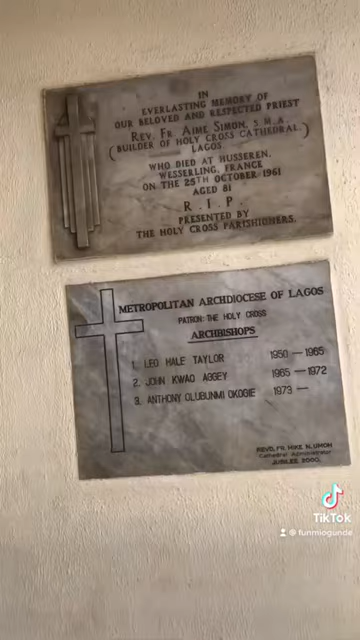 IN
EVERLASTING MEMORY OF
OUR BELOVED AND RESPECTED PRIEST
REV. FR. AIME SIMON, S.M.A.
(BUILDER OF HOLY CROSS CATHEDRAL)
LAGOS.
WHO DIED AT HUSSEREN,
WESSERLING, FRANCE
ON THE 25TH OCTOBER 1961
AGED 81
R.I.P.
PRESENTED BY
THE HOLY CROSS PARISHIONERS.
METROPOLITAN ARCHDIOCESE OF LAGOS
PATRON: THE HOLY CROSS
ARCHBISHOPS
1. LEO HALE TAYLOR 1950 — 1965
2. JOHN KWAO AGGEY 1965 — 1972
3. ANTHONY OLUBUNMI OKOGIE 1973 —
REVD. FR. MIKE N. UMOH
Cathedral Administrator
JUBILEE 2000.
TikTok
funmiogunde